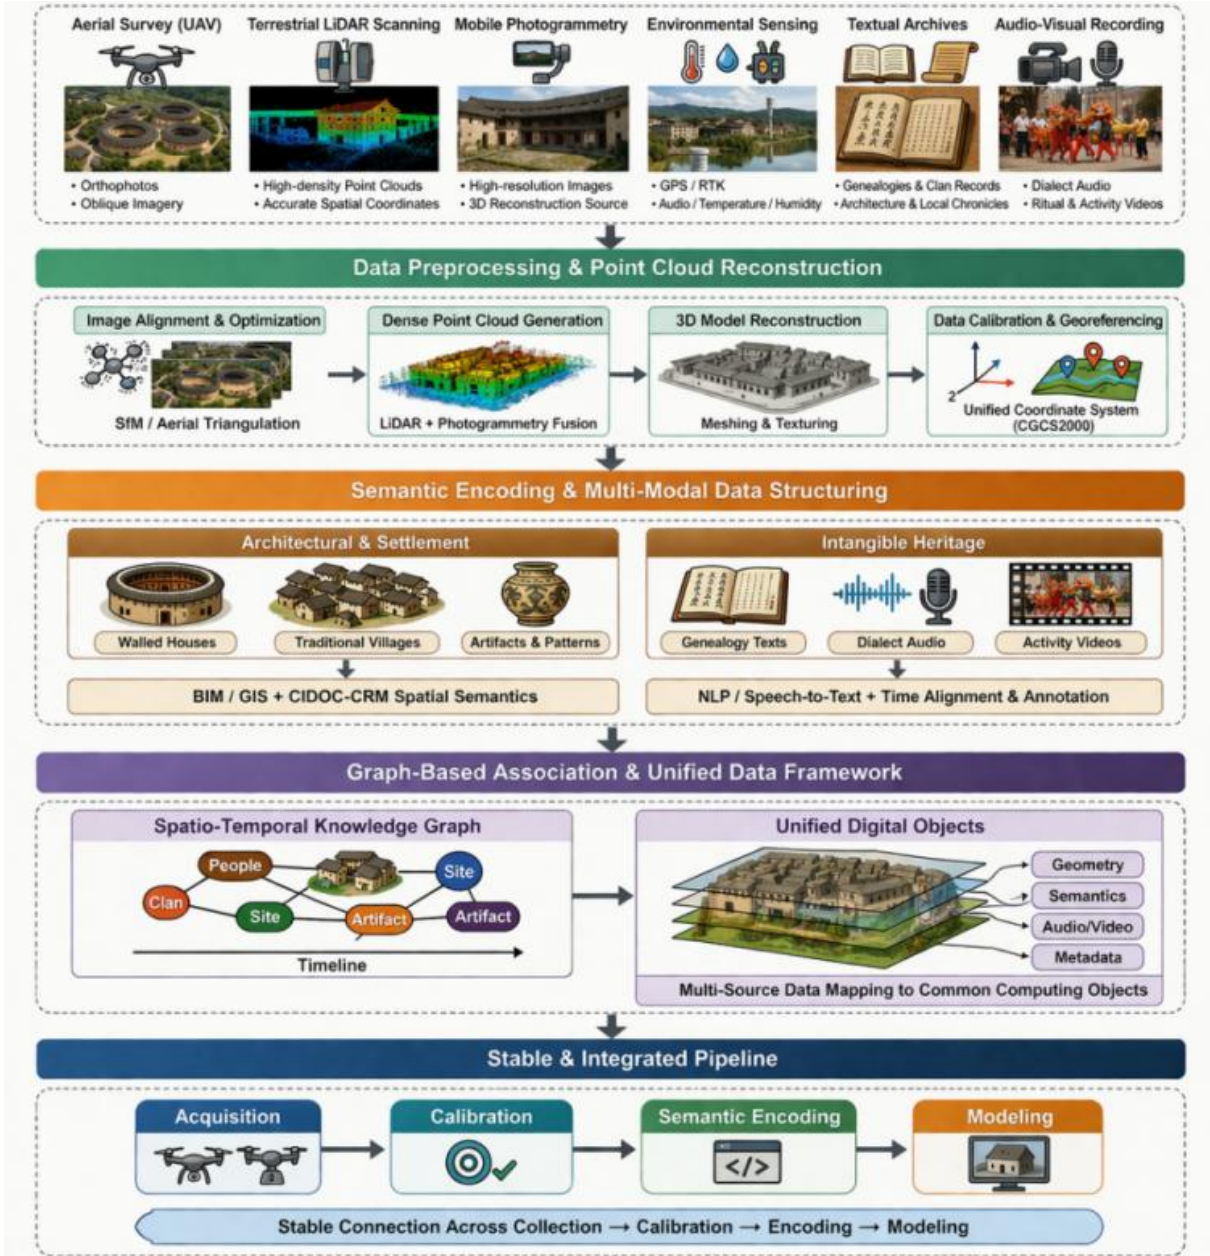 Aerial Survey (UAV)
Terrestrial LiDAR Scanning
Mobile Photogrammetry
Environmental Sensing
Textual Archives
Audio-Visual Recording
• Orthophotos
• Oblique Imagery
• High-density Point Clouds
• Accurate Spatial Coordinates
• High-resolution Images
• 3D Reconstruction Source
• GPS / RTK
• Audio / Temperature / Humidity
• Genealogies & Clan Records
• Architecture & Local Chronicles
• Dialect Audio
• Ritual & Activity Videos
Data Preprocessing & Point Cloud Reconstruction
Image Alignment & Optimization
SfM / Aerial Triangulation
Dense Point Cloud Generation
LiDAR + Photogrammetry Fusion
3D Model Reconstruction
Meshing & Texturing
Data Calibration & Georeferencing
2
Unified Coordinate System
(CGCS2000)
Semantic Encoding & Multi-Modal Data Structuring
Architectural & Settlement
Walled Houses
Traditional Villages
Artifacts & Patterns
BIM / GIS + CIDOC-CRM Spatial Semantics
Intangible Heritage
Genealogy Texts
Dialect Audio
Activity Videos
NLP / Speech-to-Text + Time Alignment & Annotation
Graph-Based Association & Unified Data Framework
Spatio-Temporal Knowledge Graph
People
Site
Clan
Site
Artifact
Artifact
Timeline
Unified Digital Objects
Geometry
Semantics
Audio/Video
Metadata
Multi-Source Data Mapping to Common Computing Objects
Stable & Integrated Pipeline
Acquisition
Calibration
Semantic Encoding
</>
Modeling
Stable Connection Across Collection → Calibration → Encoding → Modeling